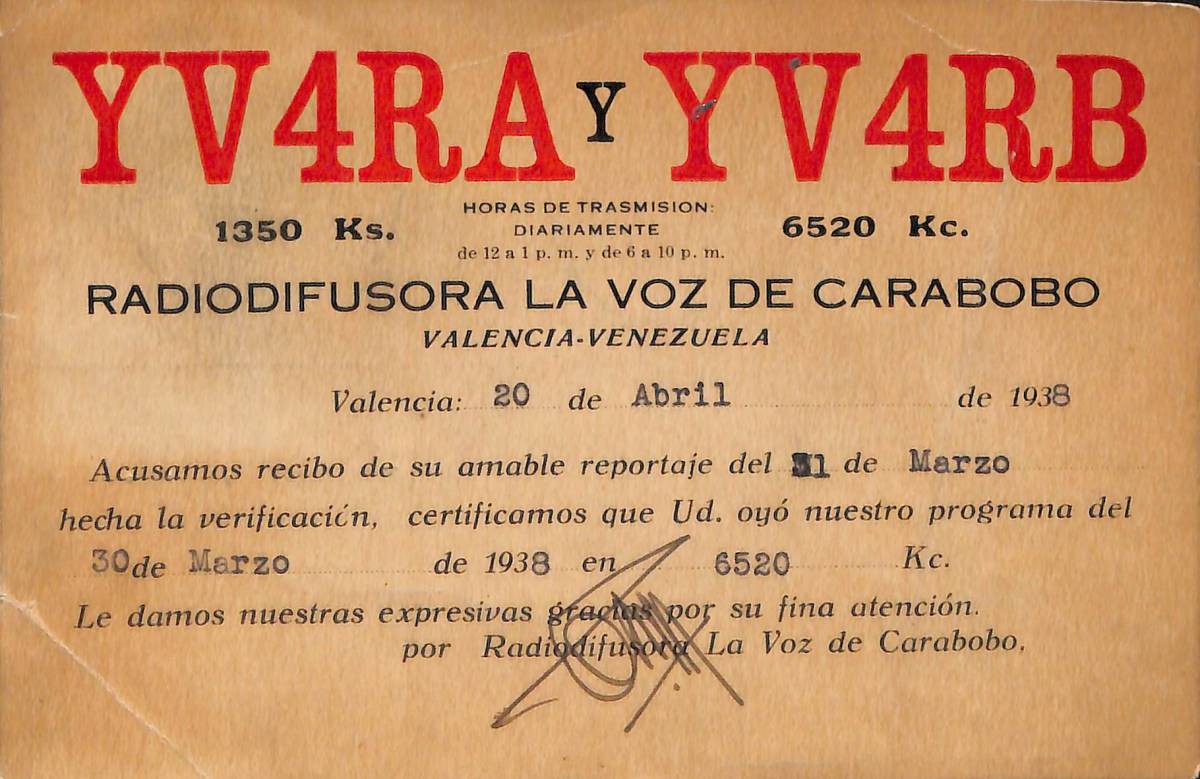 YV4RA Y YV4RB
1350 Ks.
HORAS DE TRASMISION:
DIARIAMENTE
de 12 a 1 p. m. y de 6 a 10 p. m.
6520 Kc.
RADIODIFUSORA LA VOZ DE CARABOBO
VALENCIA-VENEZUELA
Valencia: 20 de Abril de 1938
Acusamos recibo de su amable reportaje del 31 de Marzo
hecha la verificación, certificamos que Ud. oyó nuestro programa del
30 de Marzo de 1938 en 6520 Kc.
Le damos nuestras expresivas gracias por su fina atención.
por Radiodifusora La Voz de Carabobo.